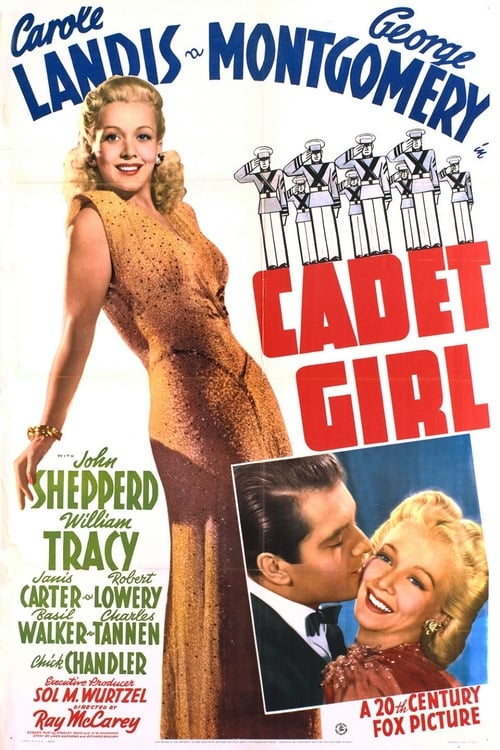 Carole George
LANDIS ~ MONTGOMERY
in
CADET
GIRL
WITH
John
SHEPPERD
William
TRACY
Janis Robert
CARTER ~ LOWERY
Basil Charles
WALKER ~ TANNEN
Chick CHANDLER
Executive Producer
SOL M. WURTZEL
DIRECTED BY
Ray McCarey
A 20th CENTURY
FOX PICTURE